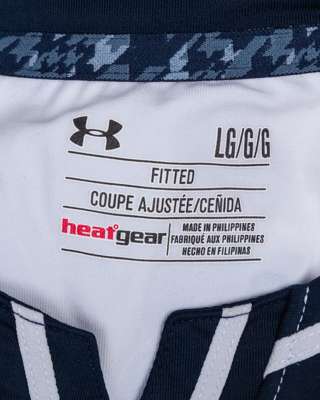 LG/G/G
FITTED
COUPE AJUSTÉE/CEÑIDA
heatgear
MADE IN PHILIPPINES
FABRIQUÉ AUX PHILIPPINES
HECHO EN FILIPINAS